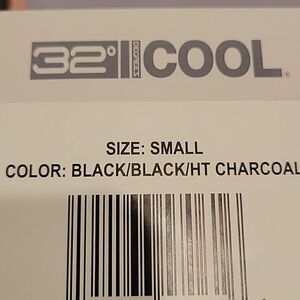 32° DEGREES COOL
SIZE: SMALL
COLOR: BLACK/BLACK/HT CHARCOAL